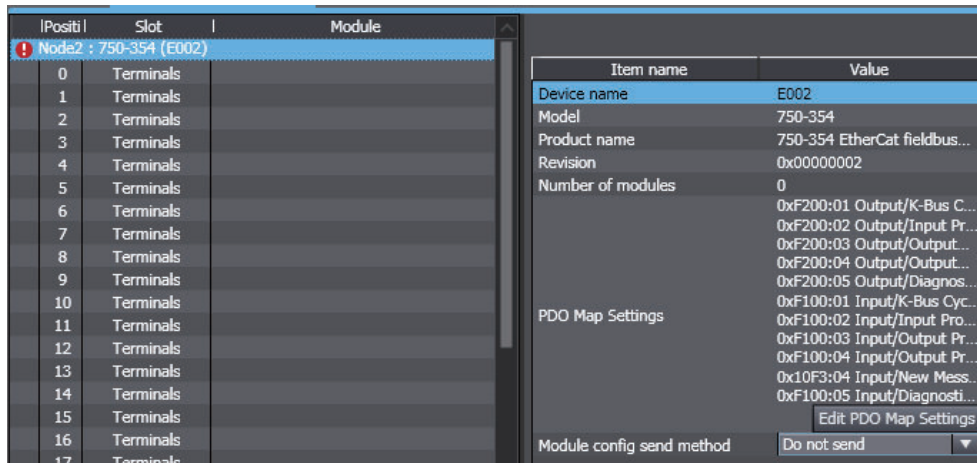 Positi Slot Module
Node2 : 750-354 (E002)
0 Terminals
1 Terminals
2 Terminals
3 Terminals
4 Terminals
5 Terminals
6 Terminals
7 Terminals
8 Terminals
9 Terminals
10 Terminals
11 Terminals
12 Terminals
13 Terminals
14 Terminals
15 Terminals
16 Terminals
17 Terminals
Item name Value
Device name E002
Model 750-354
Product name 750-354 EtherCat fieldbus...
Revision 0x00000002
Number of modules 0
PDO Map Settings
0xF200:01 Output/K-Bus C...
0xF200:02 Output/Input Pr...
0xF200:03 Output/Output...
0xF200:04 Output/Output...
0xF200:05 Output/Diagnos...
0xF100:01 Input/K-Bus Cyc...
0xF100:02 Input/Input Pro...
0xF100:03 Input/Output Pr...
0xF100:04 Input/Output Pr...
0x10F3:04 Input/New Mess...
0xF100:05 Input/Diagnosti...
Edit PDO Map Settings
Module config send method Do not send